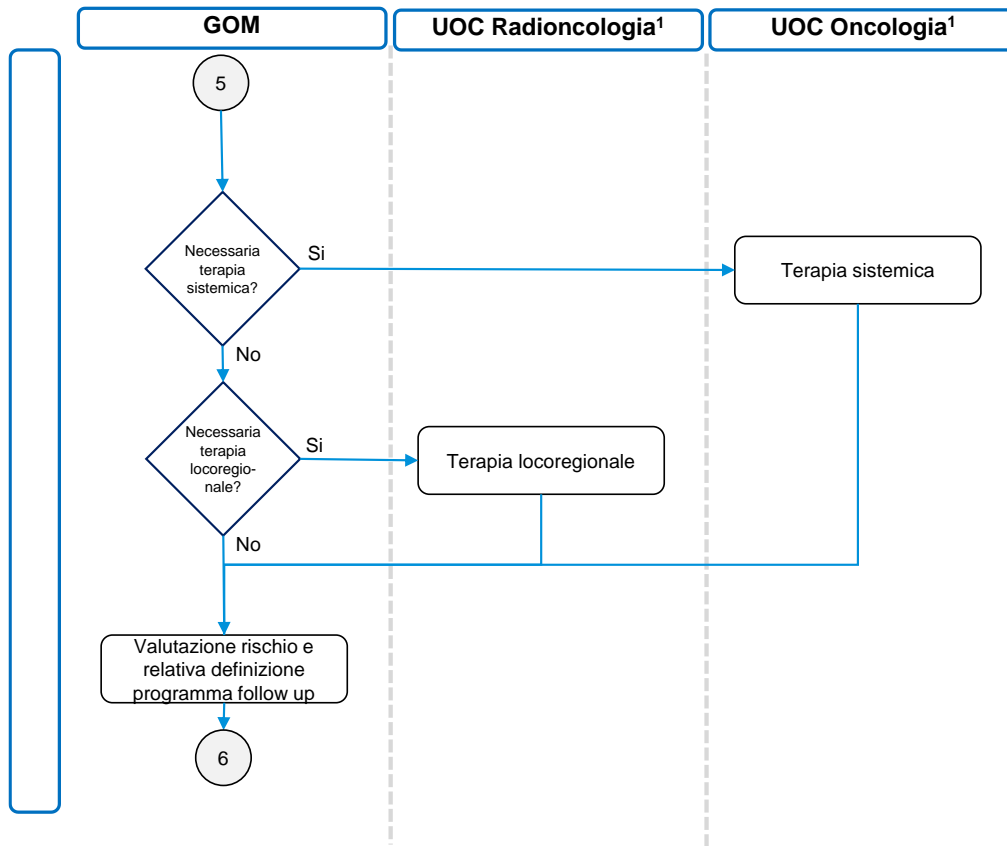 GOM
UOC Radioncologia¹
UOC Oncologia¹
5
Necessaria
terapia
sistemica?
Si
Terapia sistemica
No
Necessaria
terapia
locoregio-
nale?
Si
Terapia locoregionale
No
Valutazione rischio e
relativa definizione
programma follow up
6